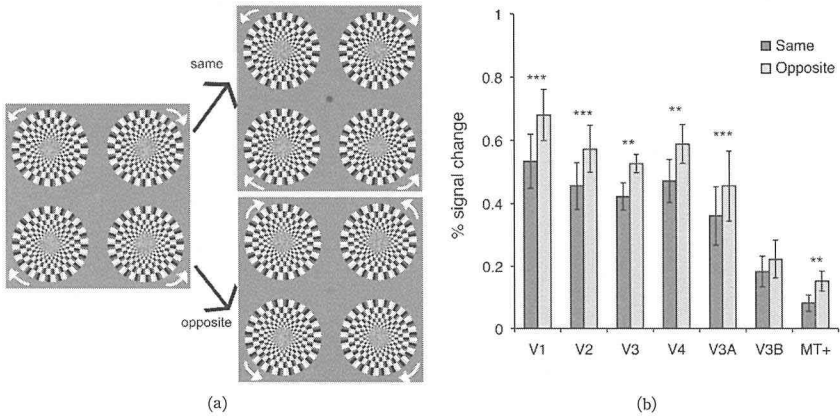 same
opposite
(a)
% signal change
1
0.8
0.6
0.4
0.2
0
Same
Opposite
***
***
**
**
***
**
V1 V2 V3 V4 V3A V3B MT+
(b)